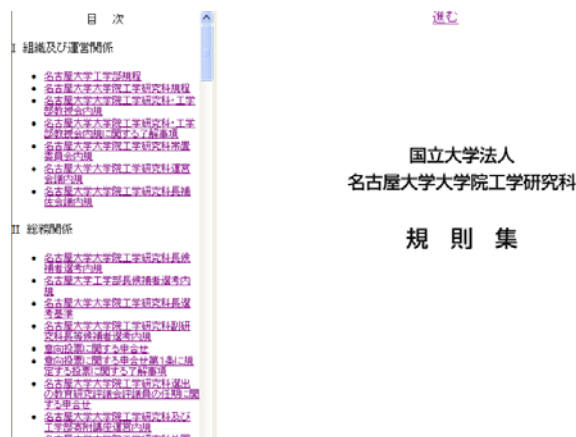 目 次
I 組織及び運営関係
名古屋大学工学部規程
名古屋大学大学院工学研究科規程
名古屋大学大学院工学研究科・工学
部教授会内規
名古屋大学大学院工学研究科・工学
部教授会内規に関する了解事項
名古屋大学大学院工学研究科常置
委員会内規
名古屋大学大学院工学研究科運営
会議内規
名古屋大学大学院工学研究科長補
佐会議内規
II 総務関係
名古屋大学大学院工学研究科長候
補者選考内規
名古屋大学工学部長候補者選考内
規
名古屋大学大学院工学研究科長選
考基準
名古屋大学大学院工学研究科副研
究科長等候補者選考内規
意向投票に関する申合せ
意向投票に関する申合せ第1条に規
定する投票に関する了解事項
名古屋大学大学院工学研究科選出
の教育研究評議会評議員の任期に関
する申合せ
名古屋大学大学院工学研究科及び
工学部寄附講座運営内規
進む
国立大学法人
名古屋大学大学院工学研究科
規 則 集